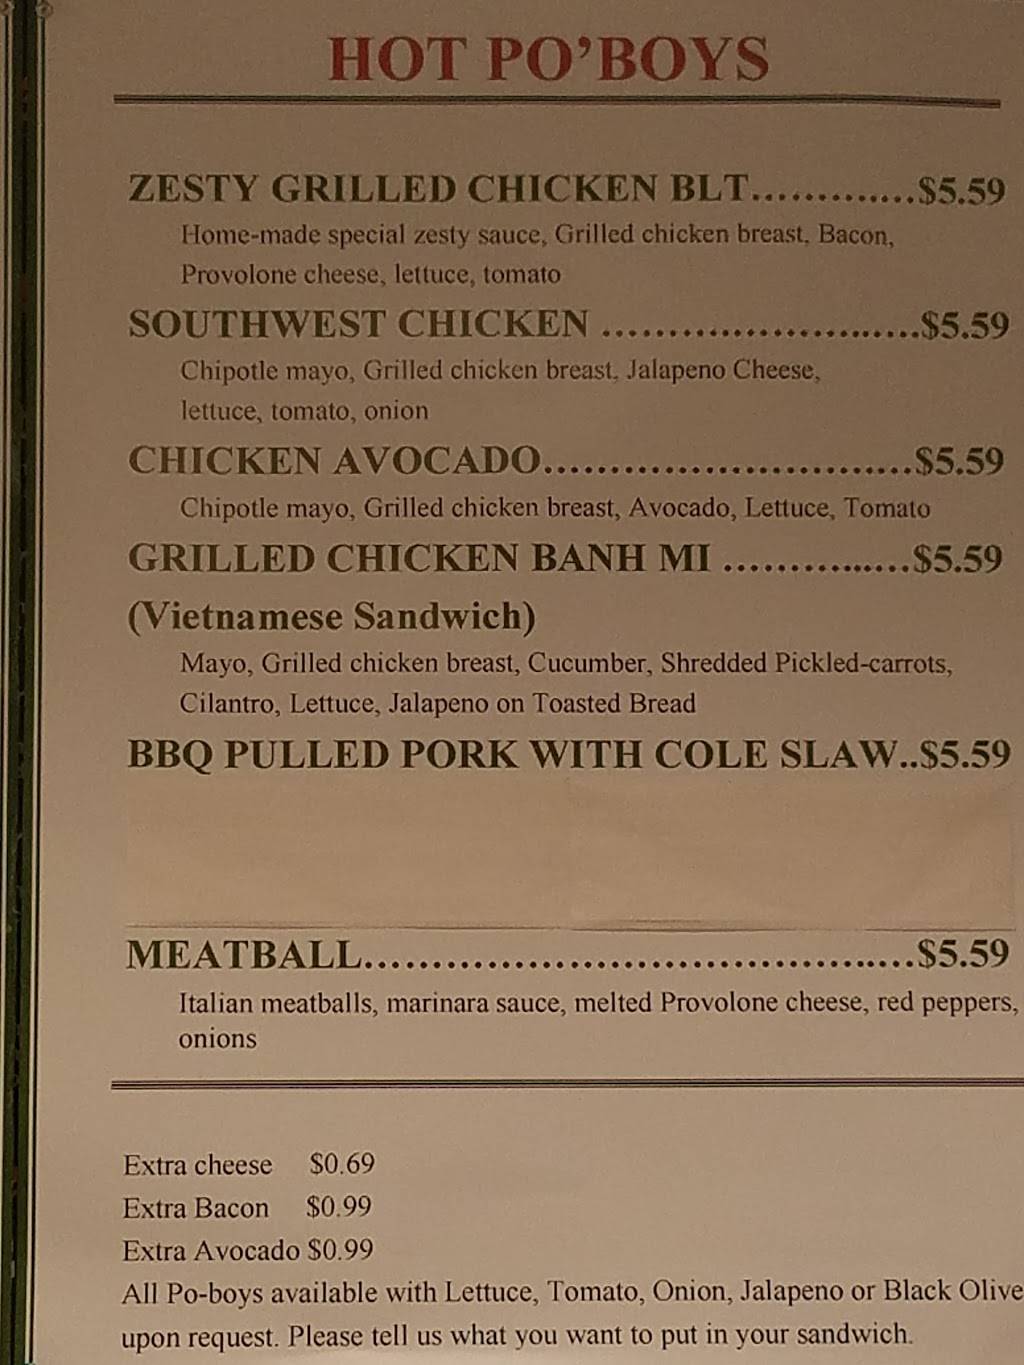 HOT PO'BOYS
ZESTY GRILLED CHICKEN BLT.............$5.59
Home-made special zesty sauce, Grilled chicken breast, Bacon,
Provolone cheese, lettuce, tomato
SOUTHWEST CHICKEN ........................$5.59
Chipotle mayo, Grilled chicken breast, Jalapeno Cheese,
lettuce, tomato, onion
CHICKEN AVOCADO............................$5.59
Chipotle mayo, Grilled chicken breast, Avocado, Lettuce, Tomato
GRILLED CHICKEN BANH MI ..............$5.59
(Vietnamese Sandwich)
Mayo, Grilled chicken breast, Cucumber, Shredded Pickled-carrots,
Cilantro, Lettuce, Jalapeno on Toasted Bread
BBQ PULLED PORK WITH COLE SLAW..$5.59
MEATBALL..........................................$5.59
Italian meatballs, marinara sauce, melted Provolone cheese, red peppers,
onions
Extra cheese $0.69
Extra Bacon $0.99
Extra Avocado $0.99
All Po-boys available with Lettuce, Tomato, Onion, Jalapeno or Black Olive
upon request. Please tell us what you want to put in your sandwich.